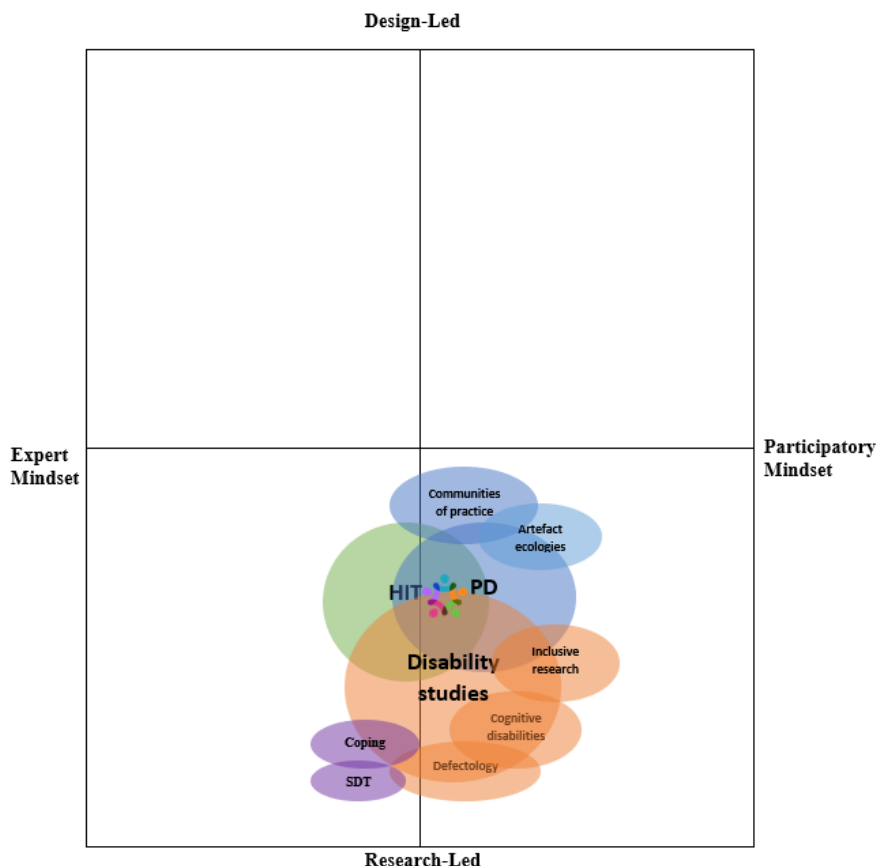 Design-Led
Expert
Mindset
Participatory
Mindset
Communities
of practice
Artefact
ecologies
HIT
PD
Inclusive
research
Disability
studies
Cognitive
disabilities
Coping
Defectology
SDT
Research-Led